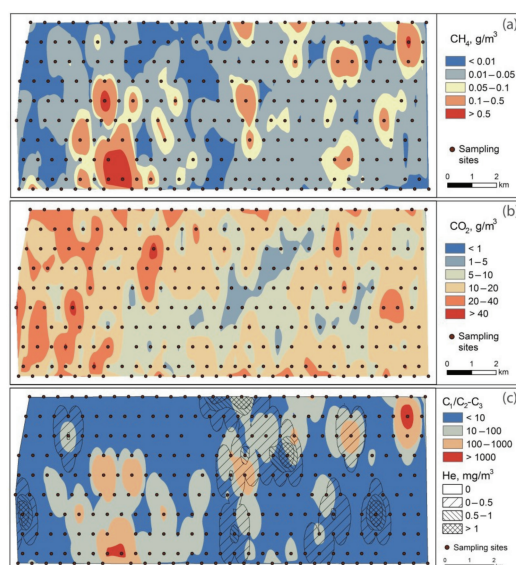 (a)
CH₄, g/m³
< 0.01
0.01–0.05
0.05–0.1
0.1–0.5
> 0.5
Sampling
sites
0 1 2
km
(b)
CO₂, g/m³
< 1
1–5
5–10
10–20
20–40
> 40
Sampling
sites
0 1 2
km
(c)
C₁/C₂-C₃
< 10
10–100
100–1000
> 1000
He, mg/m³
0
0–0.5
0.5–1
> 1
Sampling sites
0 1 2
km